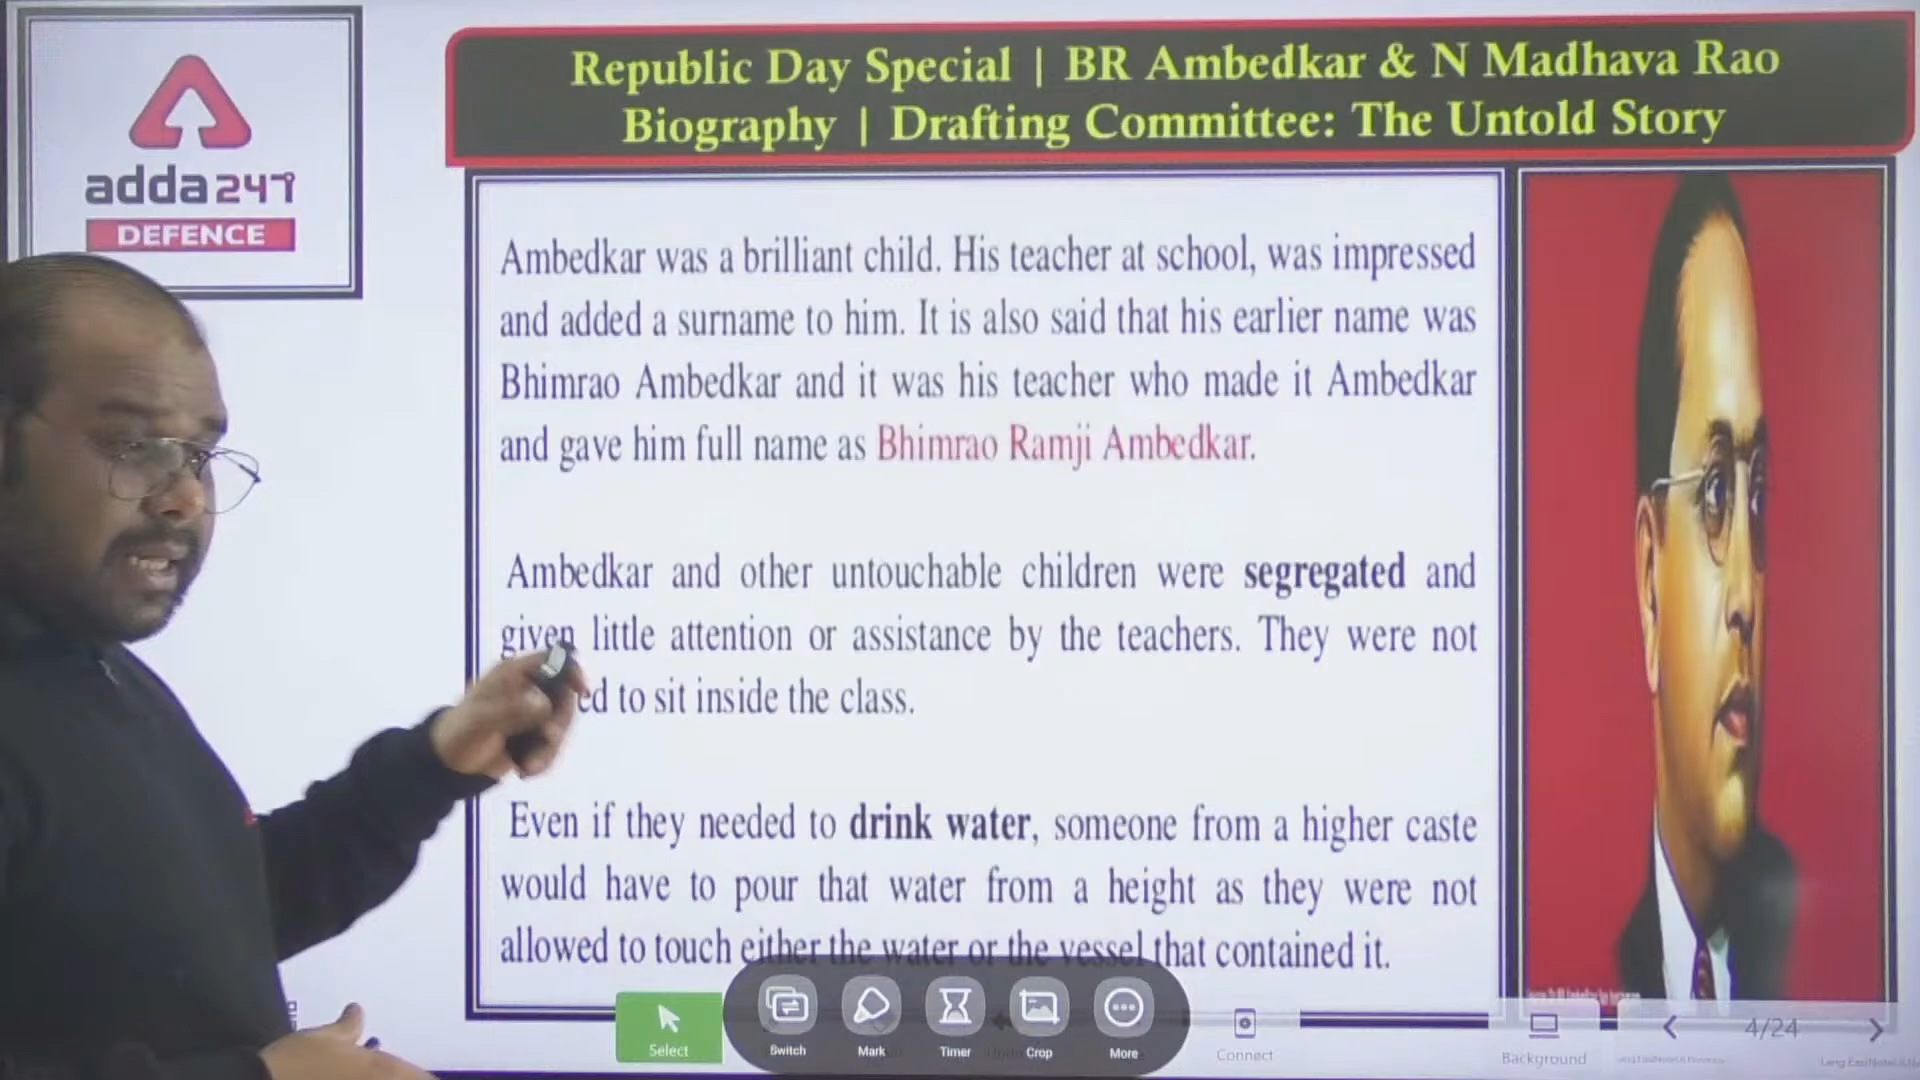 adda247
DEFENCE
Republic Day Special | BR Ambedkar & N Madhava Rao
Biography | Drafting Committee: The Untold Story
Ambedkar was a brilliant child. His teacher at school, was impressed
and added a surname to him. It is also said that his earlier name was
Bhimrao Ambedkar and it was his teacher who made it Ambedkar
and gave him full name as Bhimrao Ramji Ambedkar.
Ambedkar and other untouchable children were segregated and
given little attention or assistance by the teachers. They were not
ed to sit inside the class.
Even if they needed to drink water, someone from a higher caste
would have to pour that water from a height as they were not
allowed to touch either the water or the vessel that contained it.
Select
Switch
Mark
Timer
Crop
More
Connect
Background
4/24